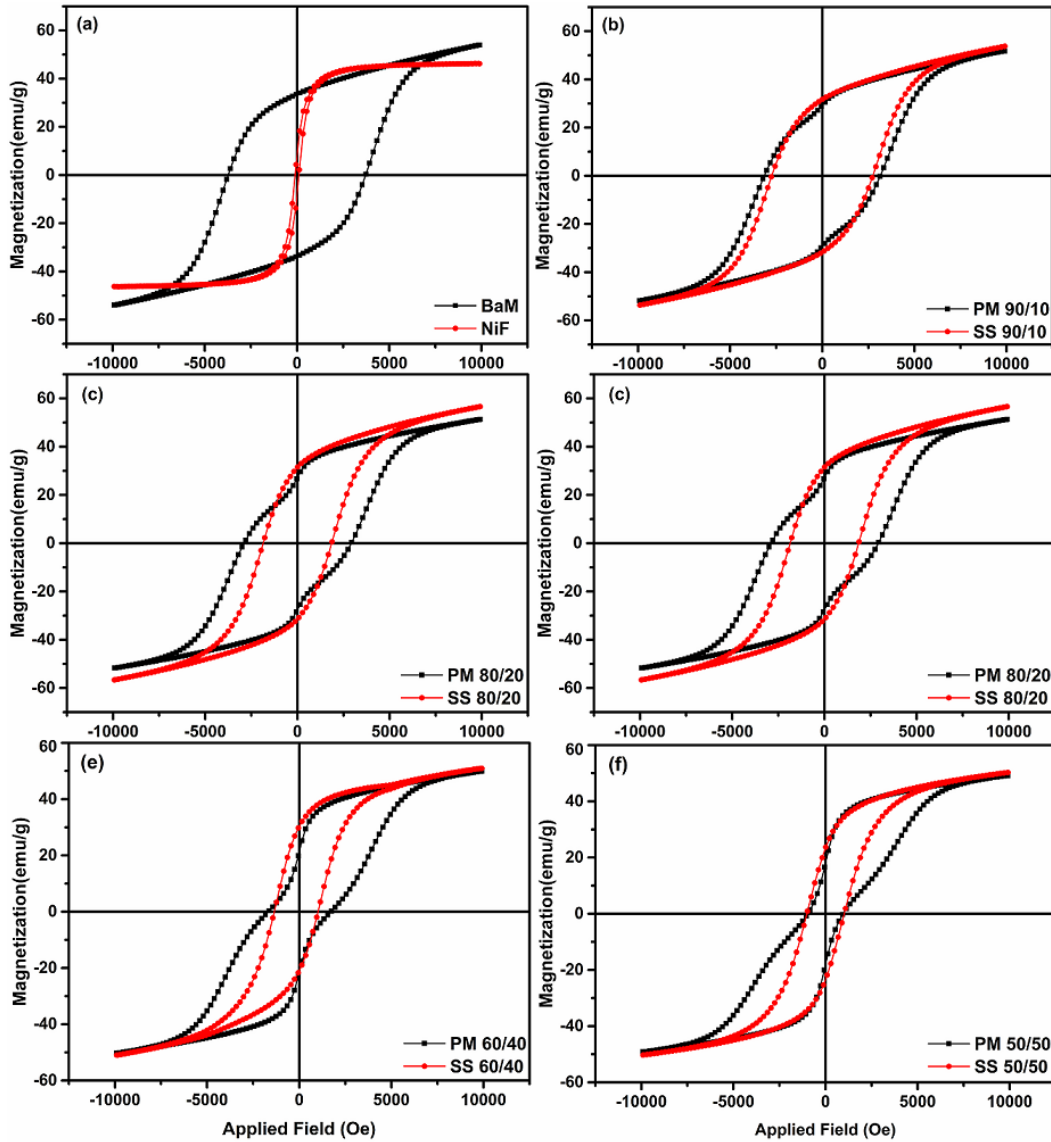 (a)
60
40
20
0
-20
-40
-60
Magnetization(emu/g)
BaM
NiF
-10000 -5000 0 5000 10000
(b)
60
40
20
0
-20
-40
-60
Magnetization(emu/g)
PM 90/10
SS 90/10
-10000 -5000 0 5000 10000
(c)
60
40
20
0
-20
-40
-60
Magnetization(emu/g)
PM 80/20
SS 80/20
-10000 -5000 0 5000 10000
(c)
60
40
20
0
-20
-40
-60
Magnetization(emu/g)
PM 80/20
SS 80/20
-10000 -5000 0 5000 10000
(e)
60
40
20
0
-20
-40
-60
Magnetization(emu/g)
PM 60/40
SS 60/40
-10000 -5000 0 5000 10000
Applied Field (Oe)
(f)
60
40
20
0
-20
-40
-60
Magnetization(emu/g)
PM 50/50
SS 50/50
-10000 -5000 0 5000 10000
Applied Field (Oe)